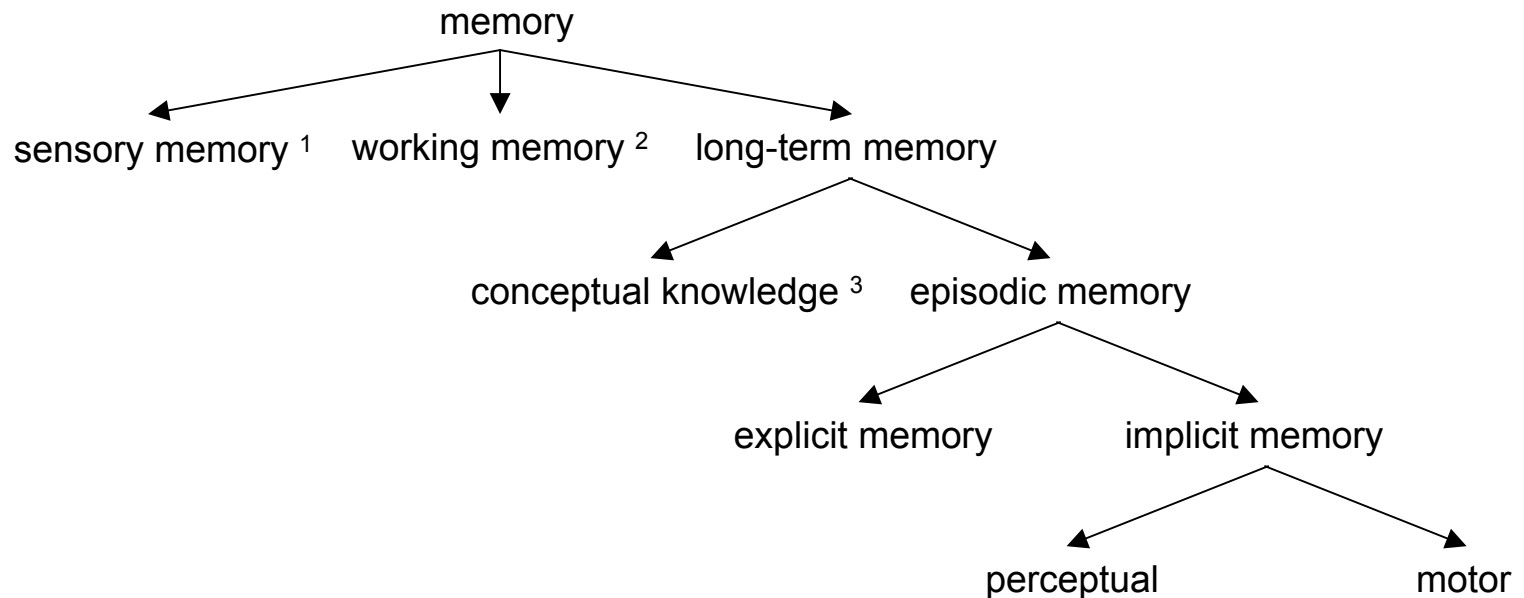 memory
sensory memory ¹ working memory ² long-term memory
conceptual knowledge ³ episodic memory
explicit memory implicit memory
perceptual motor